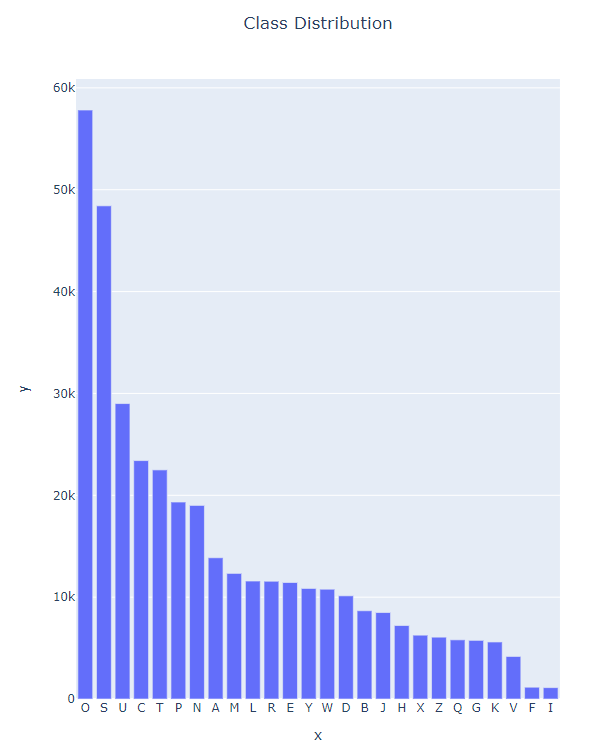 Class Distribution
60k
50k
40k
30k
20k
10k
0
y
O S U C T P N A M L R E Y W D B J H X Z Q G K V F I
x